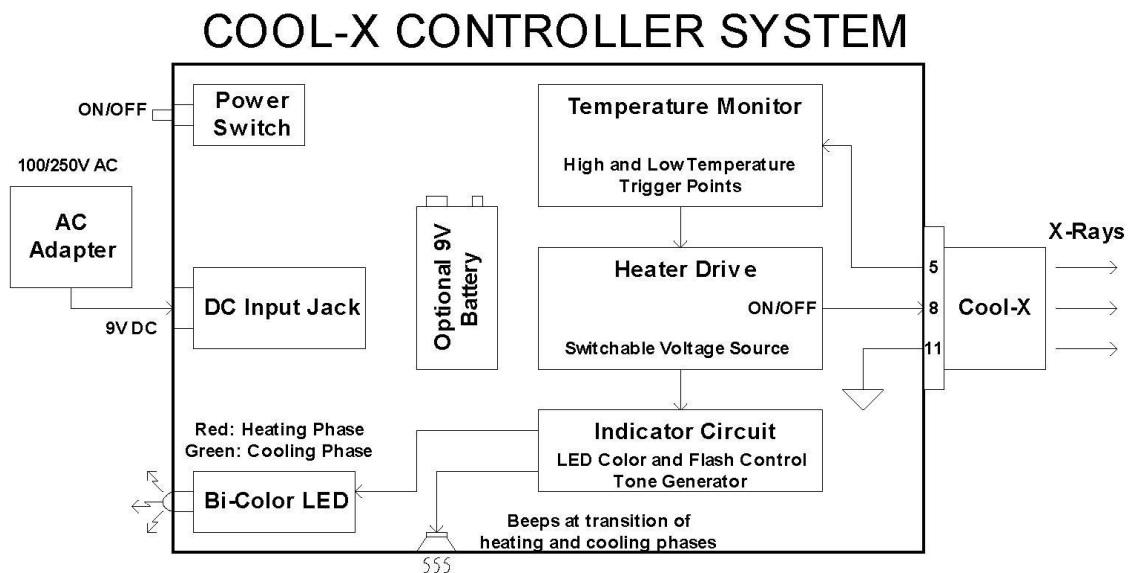 COOL-X CONTROLLER SYSTEM
ON/OFF
Power
Switch
100/250V AC
AC
Adapter
9V DC
DC Input Jack
Optional 9V
Battery
Temperature Monitor
High and Low Temperature
Trigger Points
Heater Drive
ON/OFF
Switchable Voltage Source
5
8
11
Cool-X
X-Rays
Indicator Circuit
LED Color and Flash Control
Tone Generator
Red: Heating Phase
Green: Cooling Phase
Bi-Color LED
Beeps at transition of
heating and cooling phases